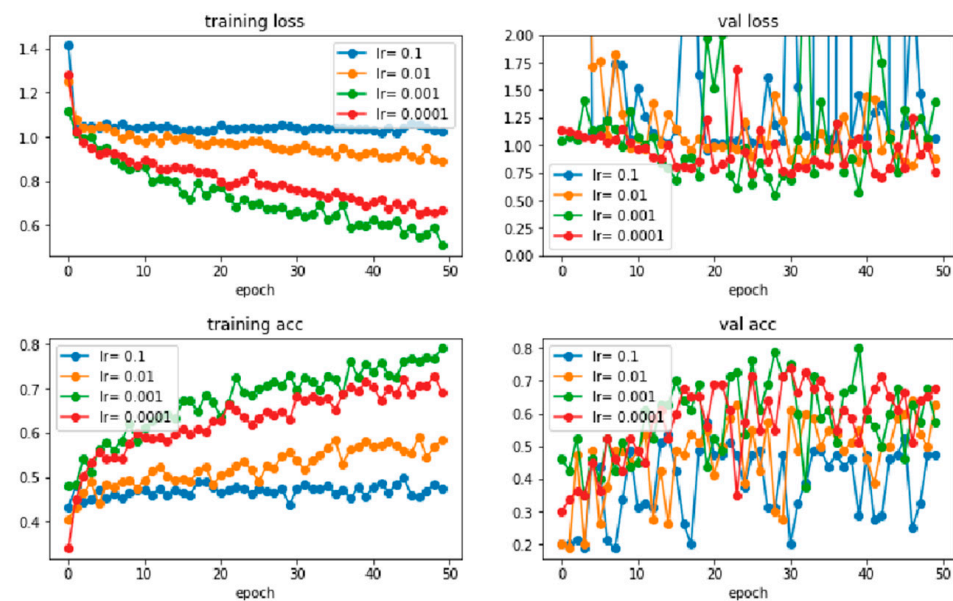 training loss
1.4
1.2
1.0
0.8
0.6
lr= 0.1
lr= 0.01
lr= 0.001
lr= 0.0001
0 10 20 30 40 50
epoch
val loss
2.00
1.75
1.50
1.25
1.00
0.75
0.50
0.25
0.00
lr= 0.1
lr= 0.01
lr= 0.001
lr= 0.0001
0 10 20 30 40 50
epoch
training acc
0.8
0.7
0.6
0.5
0.4
lr= 0.1
lr= 0.01
lr= 0.001
lr= 0.0001
0 10 20 30 40 50
epoch
val acc
0.8
0.7
0.6
0.5
0.4
0.3
0.2
lr= 0.1
lr= 0.01
lr= 0.001
lr= 0.0001
0 10 20 30 40 50
epoch